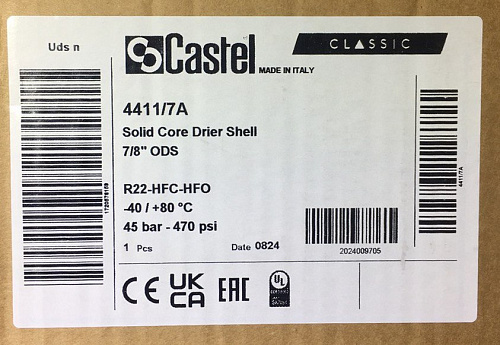 Uds n
Castel
MADE IN ITALY
CLASSIC
4411/7A
Solid Core Drier Shell
7/8" ODS
R22-HFC-HFO
-40 / +80 °C
45 bar - 470 psi
1 Pcs
Date 0824
2024009705
4411/7A
CE UK CA EAC UL